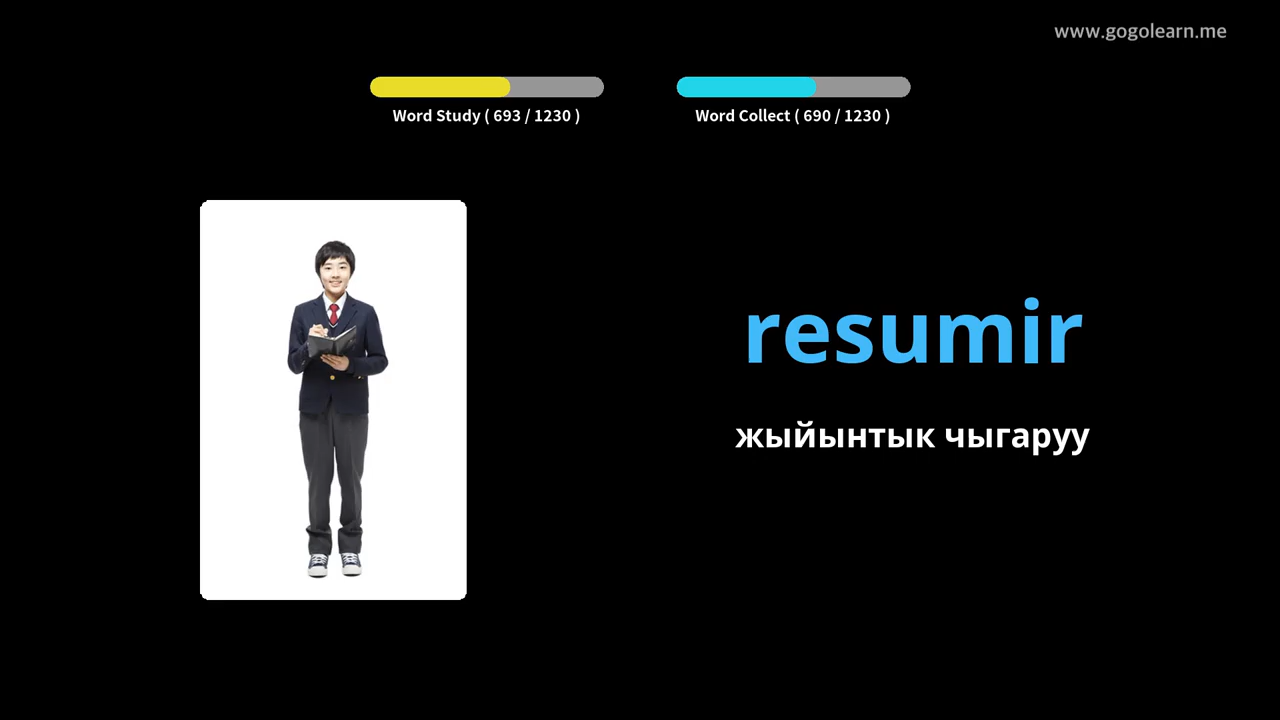 www.gogolearn.me
Word Study ( 693 / 1230 )
Word Collect ( 690 / 1230 )
resumir
жыйынтык чыгаруу